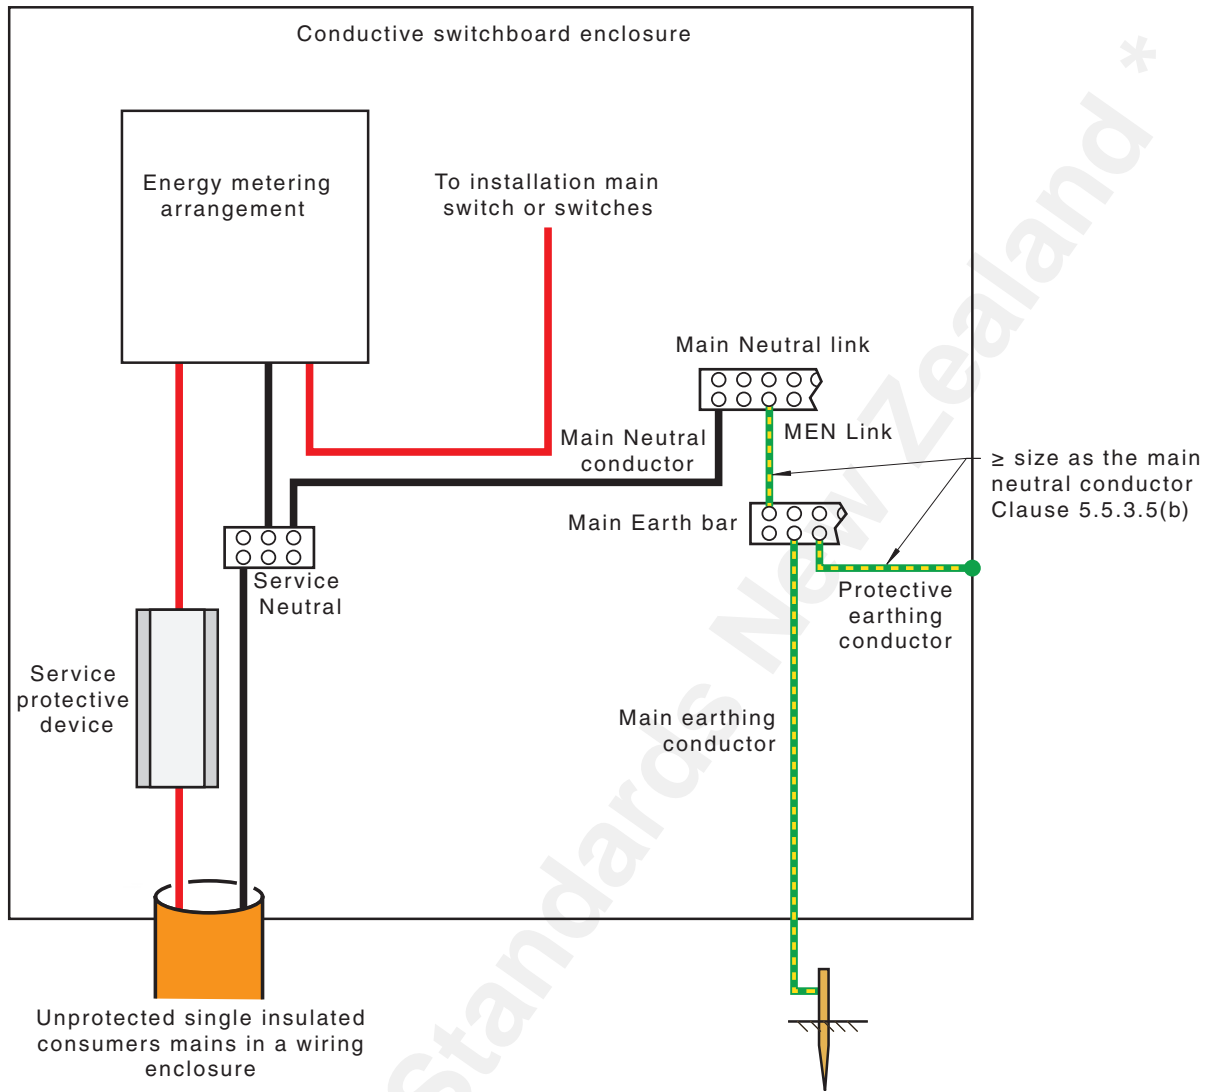 Conductive switchboard enclosure
Energy metering
arrangement
To installation main
switch or switches
Main Neutral link
Main Neutral
conductor
MEN Link
≥ size as the main
neutral conductor
Clause 5.5.3.5(b)
Main Earth bar
Service
Neutral
Protective
earthing
conductor
Service
protective
device
Main earthing
conductor
Unprotected single insulated
consumers mains in a wiring
enclosure
Standards New Zealand *